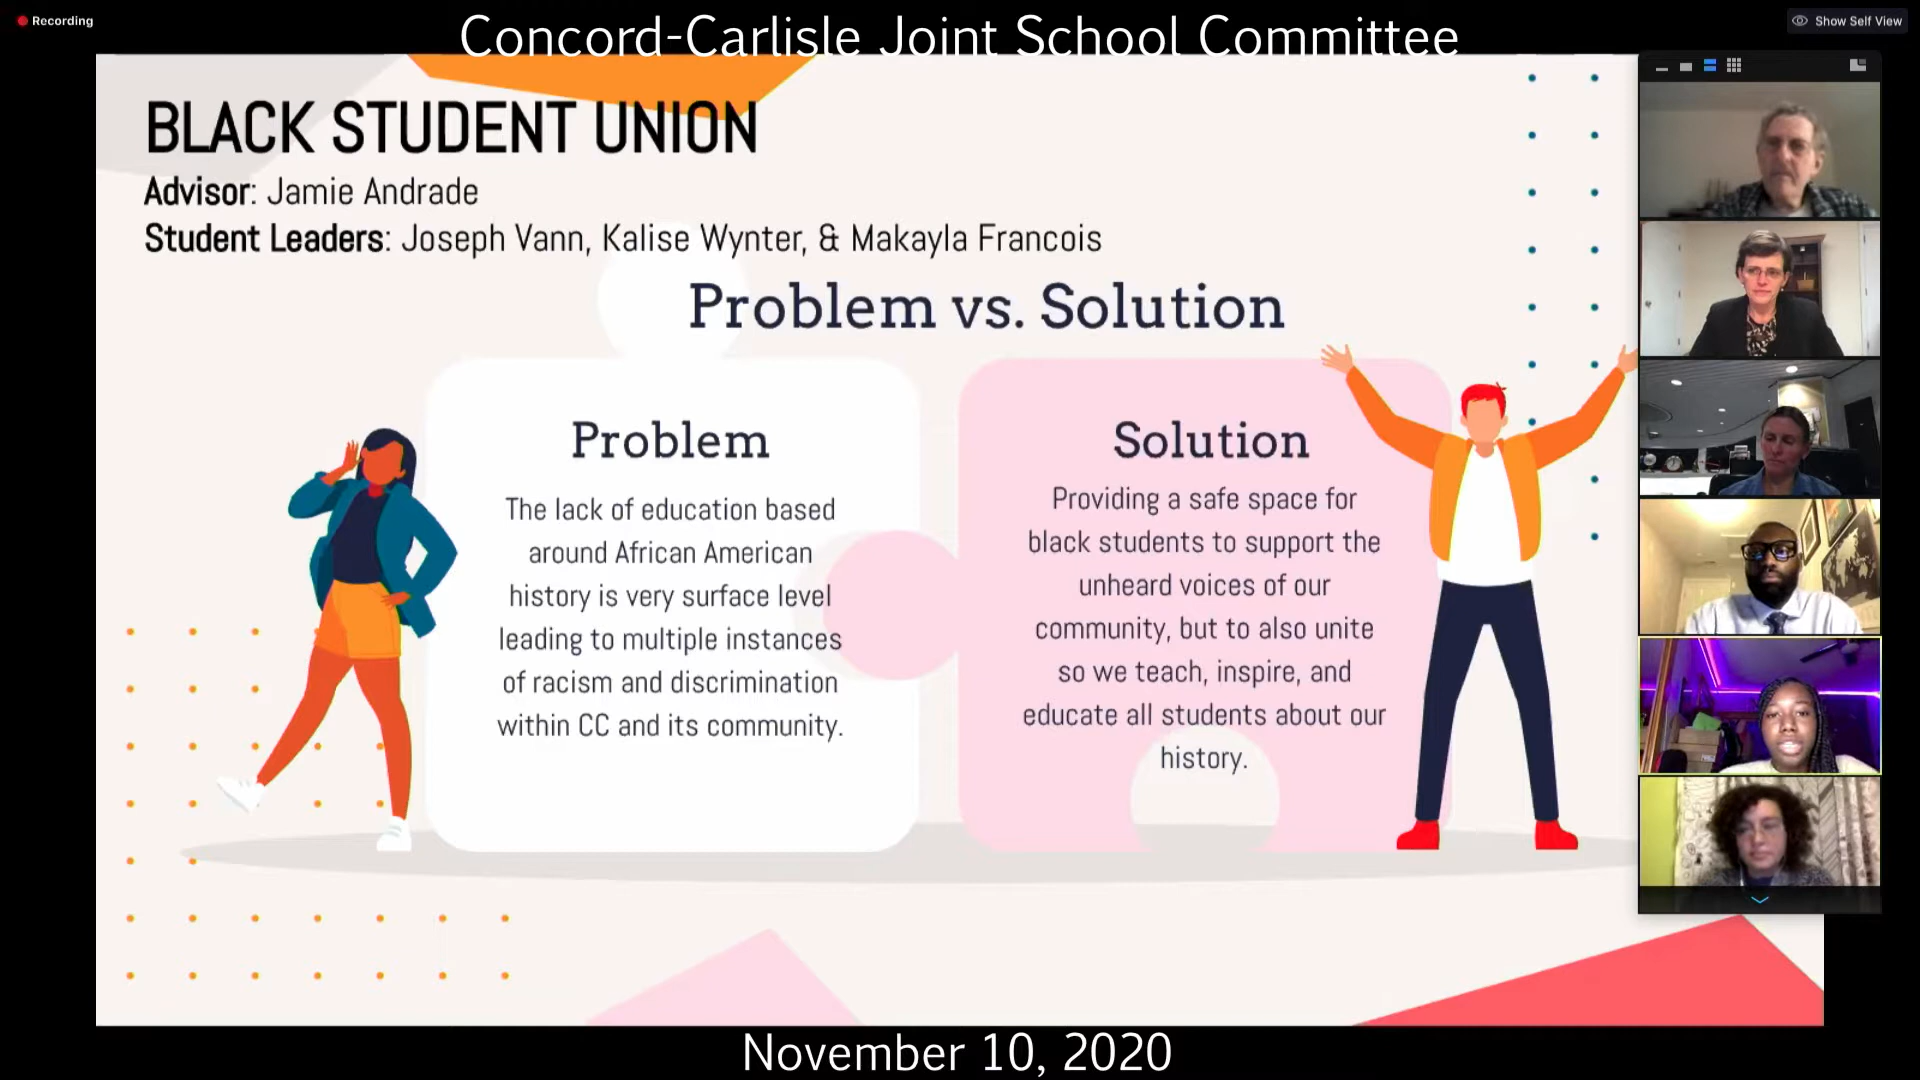 Recording
Concord-Carlisle Joint School Committee
Show Self View
BLACK STUDENT UNION
Advisor: Jamie Andrade
Student Leaders: Joseph Vann, Kalise Wynter, & Makayla Francois
Problem vs. Solution
Problem
The lack of education based
around African American
history is very surface level
leading to multiple instances
of racism and discrimination
within CC and its community.
Solution
Providing a safe space for
black students to support the
unheard voices of our
community, but to also unite
so we teach, inspire, and
educate all students about our
history.
November 10, 2020